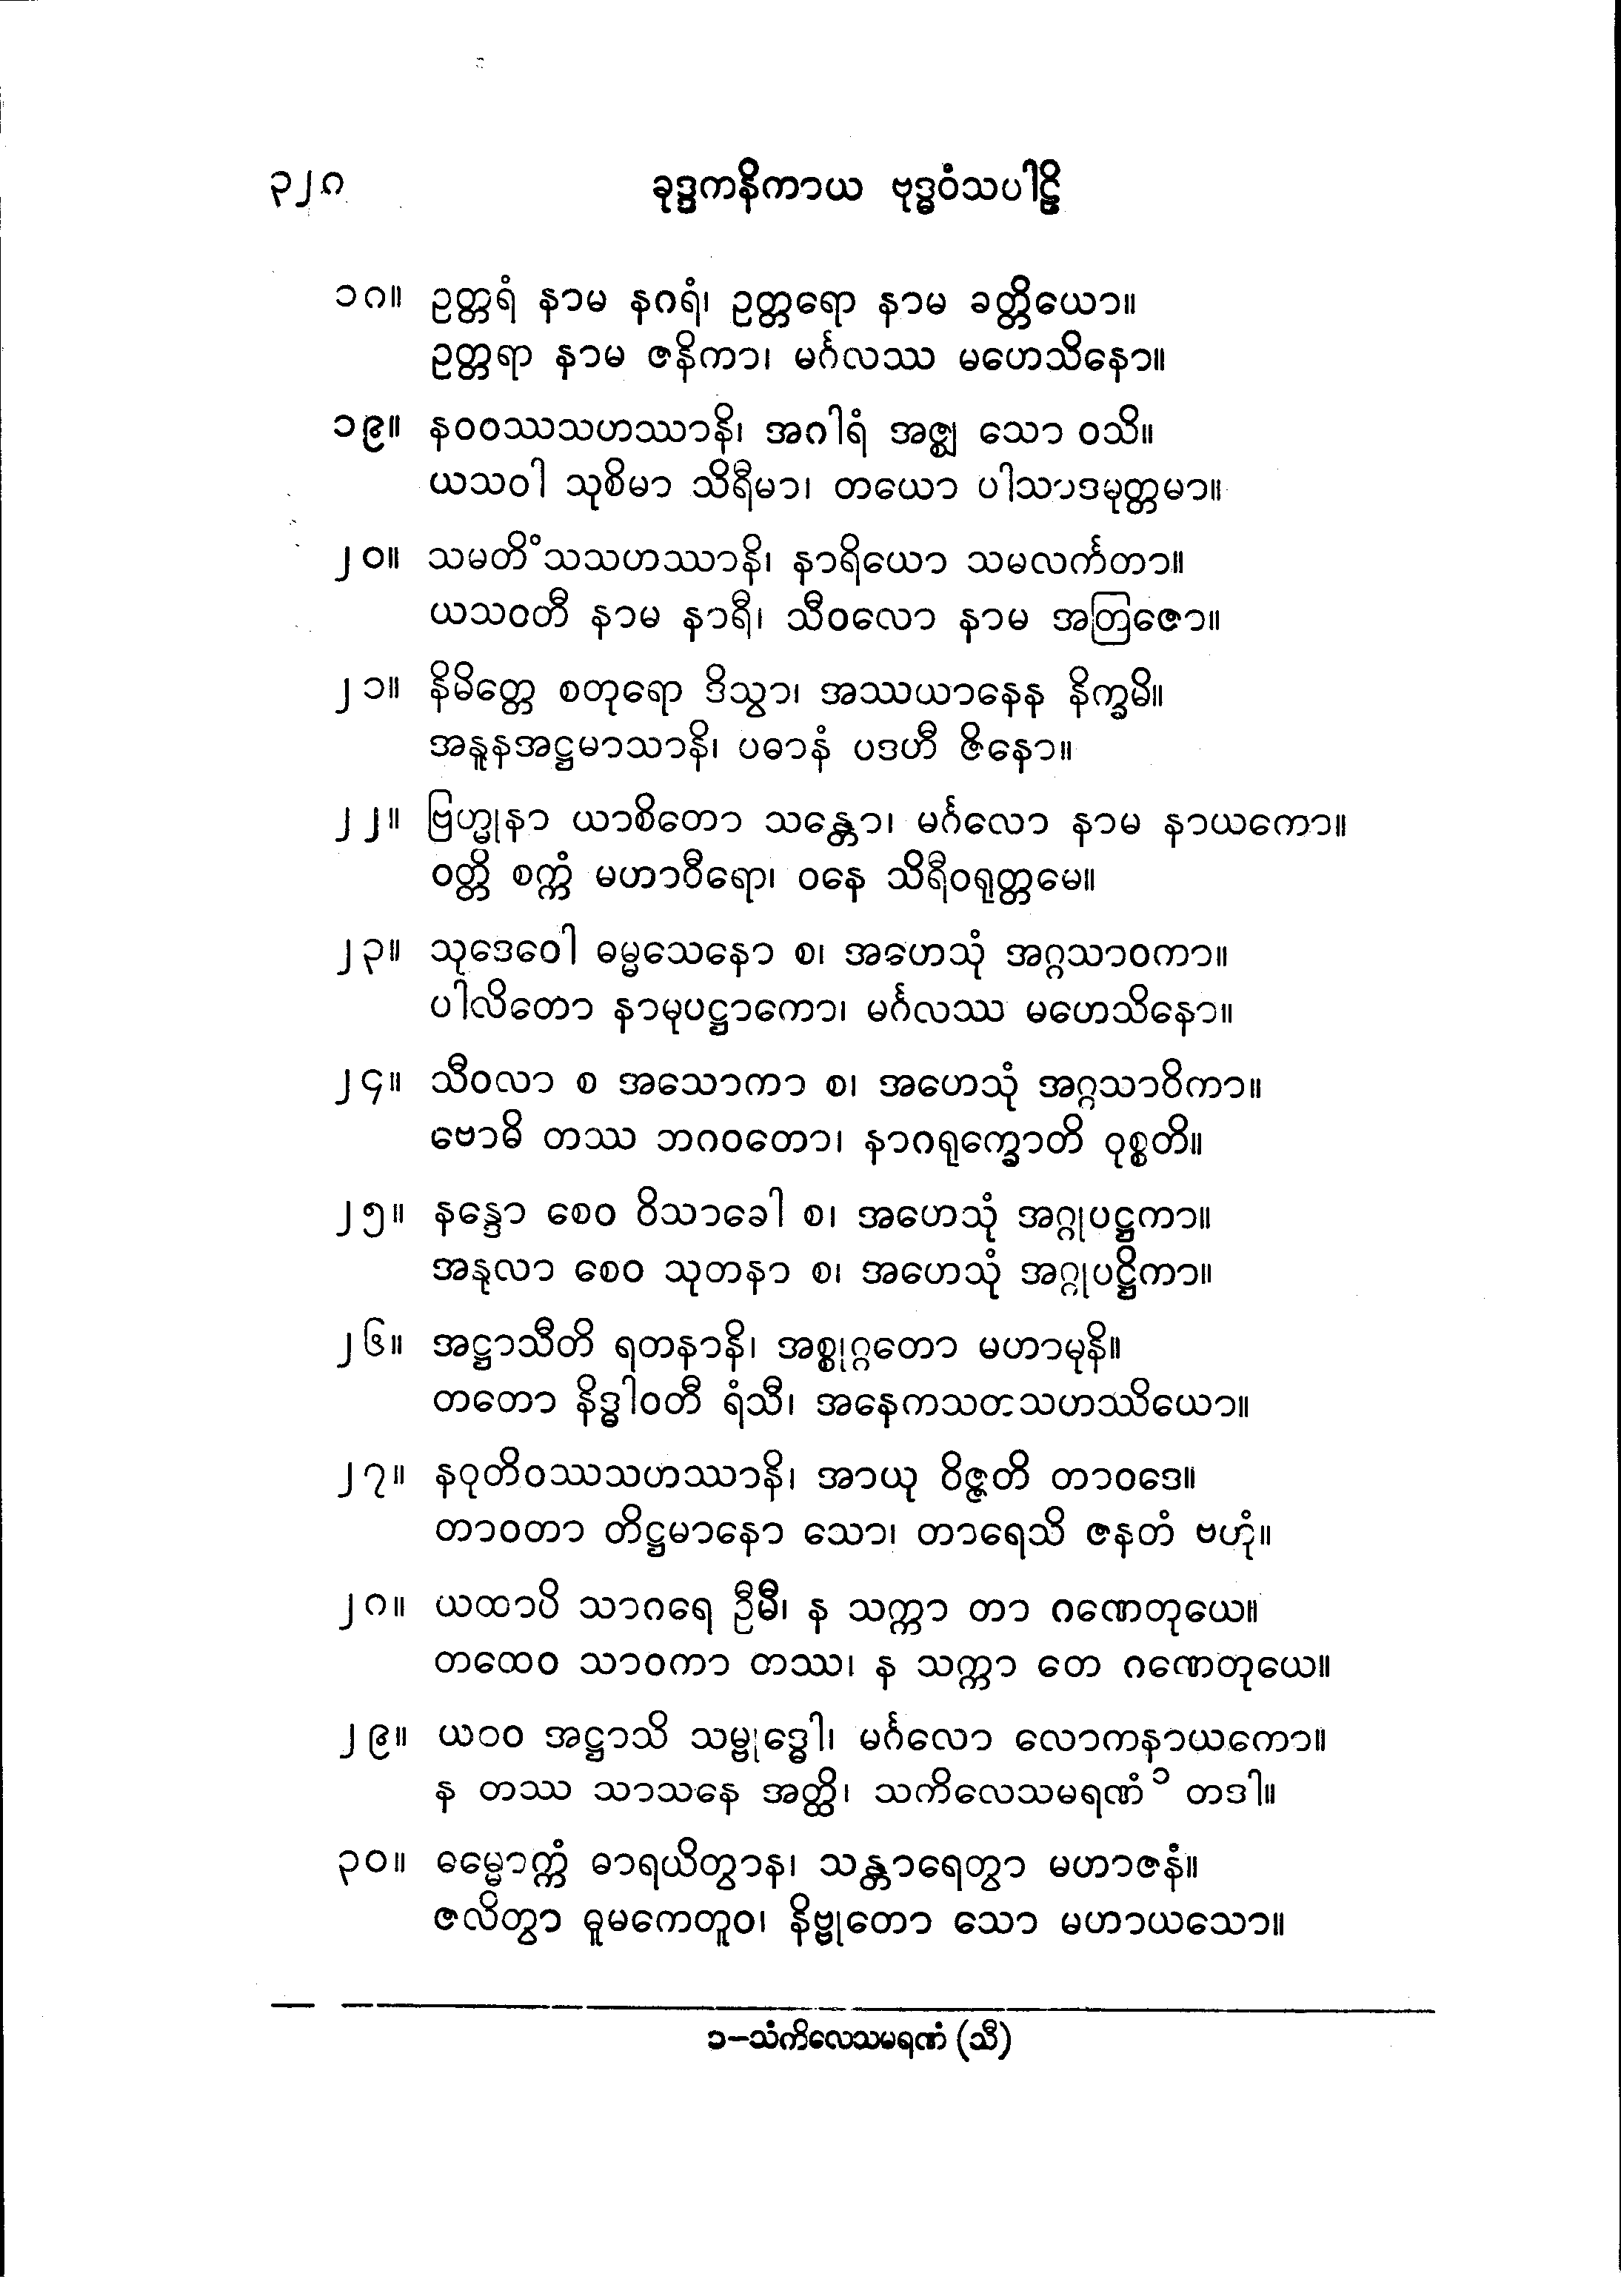 ၃၂၈ ခုဒ္ဒကနိကာယ ဗုဒ္ဓဝံသပါဠိ
၁၈။ ဥတ္တရံ နာမ နဂရံ၊ ဥတ္တရော နာမ ခတ္တိယော။
ဥတ္တရာ နာမ ဇနိကာ၊ မင်္ဂလဿ မဟေသိနော။
၁၉။ နဝဝဿသဟဿာနိ၊ အဂါရံ အဇ္ဈ သော ဝသိ။
ယသဝါ သုစိမာ သိရီမာ၊ တယော ပါသာဒမုတ္တမာ။
၂၀။ သမတိံသသဟဿာနိ၊ နာရိယော သမလင်္ကတာ။
ယသဝတီ နာမ နာရီ၊ သီဝလော နာမ အတြဇော။
၂၁။ နိမိတ္တေ စတုရော ဒိသွာ၊ အဿယာနေန နိက္ခမိ။
အနူနအဋ္ဌမာသာနိ၊ ပဓာနံ ပဒဟီ ဇိနော။
၂၂။ ဗြဟ္မုနာ ယာစိတော သန္တော၊ မင်္ဂလော နာမ နာယကော။
ဝတ္တိ စက္ကံ မဟာဝီရော၊ ဝနေ သိရီဝရုတ္တမေ။
၂၃။ သုဒေဝေါ ဓမ္မသေနော စ၊ အဟေသုံ အဂ္ဂသာဝကာ။
ပါလိတော နာမုပဋ္ဌာကော၊ မင်္ဂလဿ မဟေသိနော။
၂၄။ သီဝလာ စ အသောကာ စ၊ အဟေသုံ အဂ္ဂသာဝိကာ။
ဗောဓိ တဿ ဘဂဝတော၊ နာဂရုက္ခောတိ ဝုစ္စတိ။
၂၅။ နန္ဒော စေဝ ဝိသာခေါ စ၊ အဟေသုံ အဂ္ဂုပဋ္ဌကာ။
အနုလာ စေဝ သုတနာ စ၊ အဟေသုံ အဂ္ဂုပဋ္ဌိကာ။
၂၆။ အဋ္ဌာသီတိ ရတနာနိ၊ အစ္စုဂ္ဂတော မဟာမုနိ။
တတော နိဒ္ဓါဝတီ ရံသီ၊ အနေကသတသဟဿိယော။
၂၇။ နဝုတိဝဿသဟဿာနိ၊ အာယု ဝိဇ္ဇတိ တာဝဒေ။
တာဝတာ တိဋ္ဌမာနော သော၊ တာရေသိ ဇနတံ ဗဟုံ။
၂၈။ ယထာပိ သာဂရေ ဦမီ၊ န သက္ကာ တာ ဂဏေတုယေ။
တထေဝ သာဝကာ တဿ၊ န သက္ကာ တေ ဂဏေတုယေ။
၂၉။ ယာဝ အဋ္ဌာသိ သမ္ဗုဒ္ဓေါ၊ မင်္ဂလော လောကနာယကော။
န တဿ သာသနေ အတ္ထိ၊ သကိလေသမရဏံ ၁ တဒါ။
၃၀။ ဓမ္မောက္ကံ ဓာရယိတွာန၊ သန္တာရေတွာ မဟာဇနံ။
ဇလိတွာ ဓူမကေတူဝ၊ နိဗ္ဗုတော သော မဟာယသော။
၁–သံကိလေသမရဏံ (သီ)